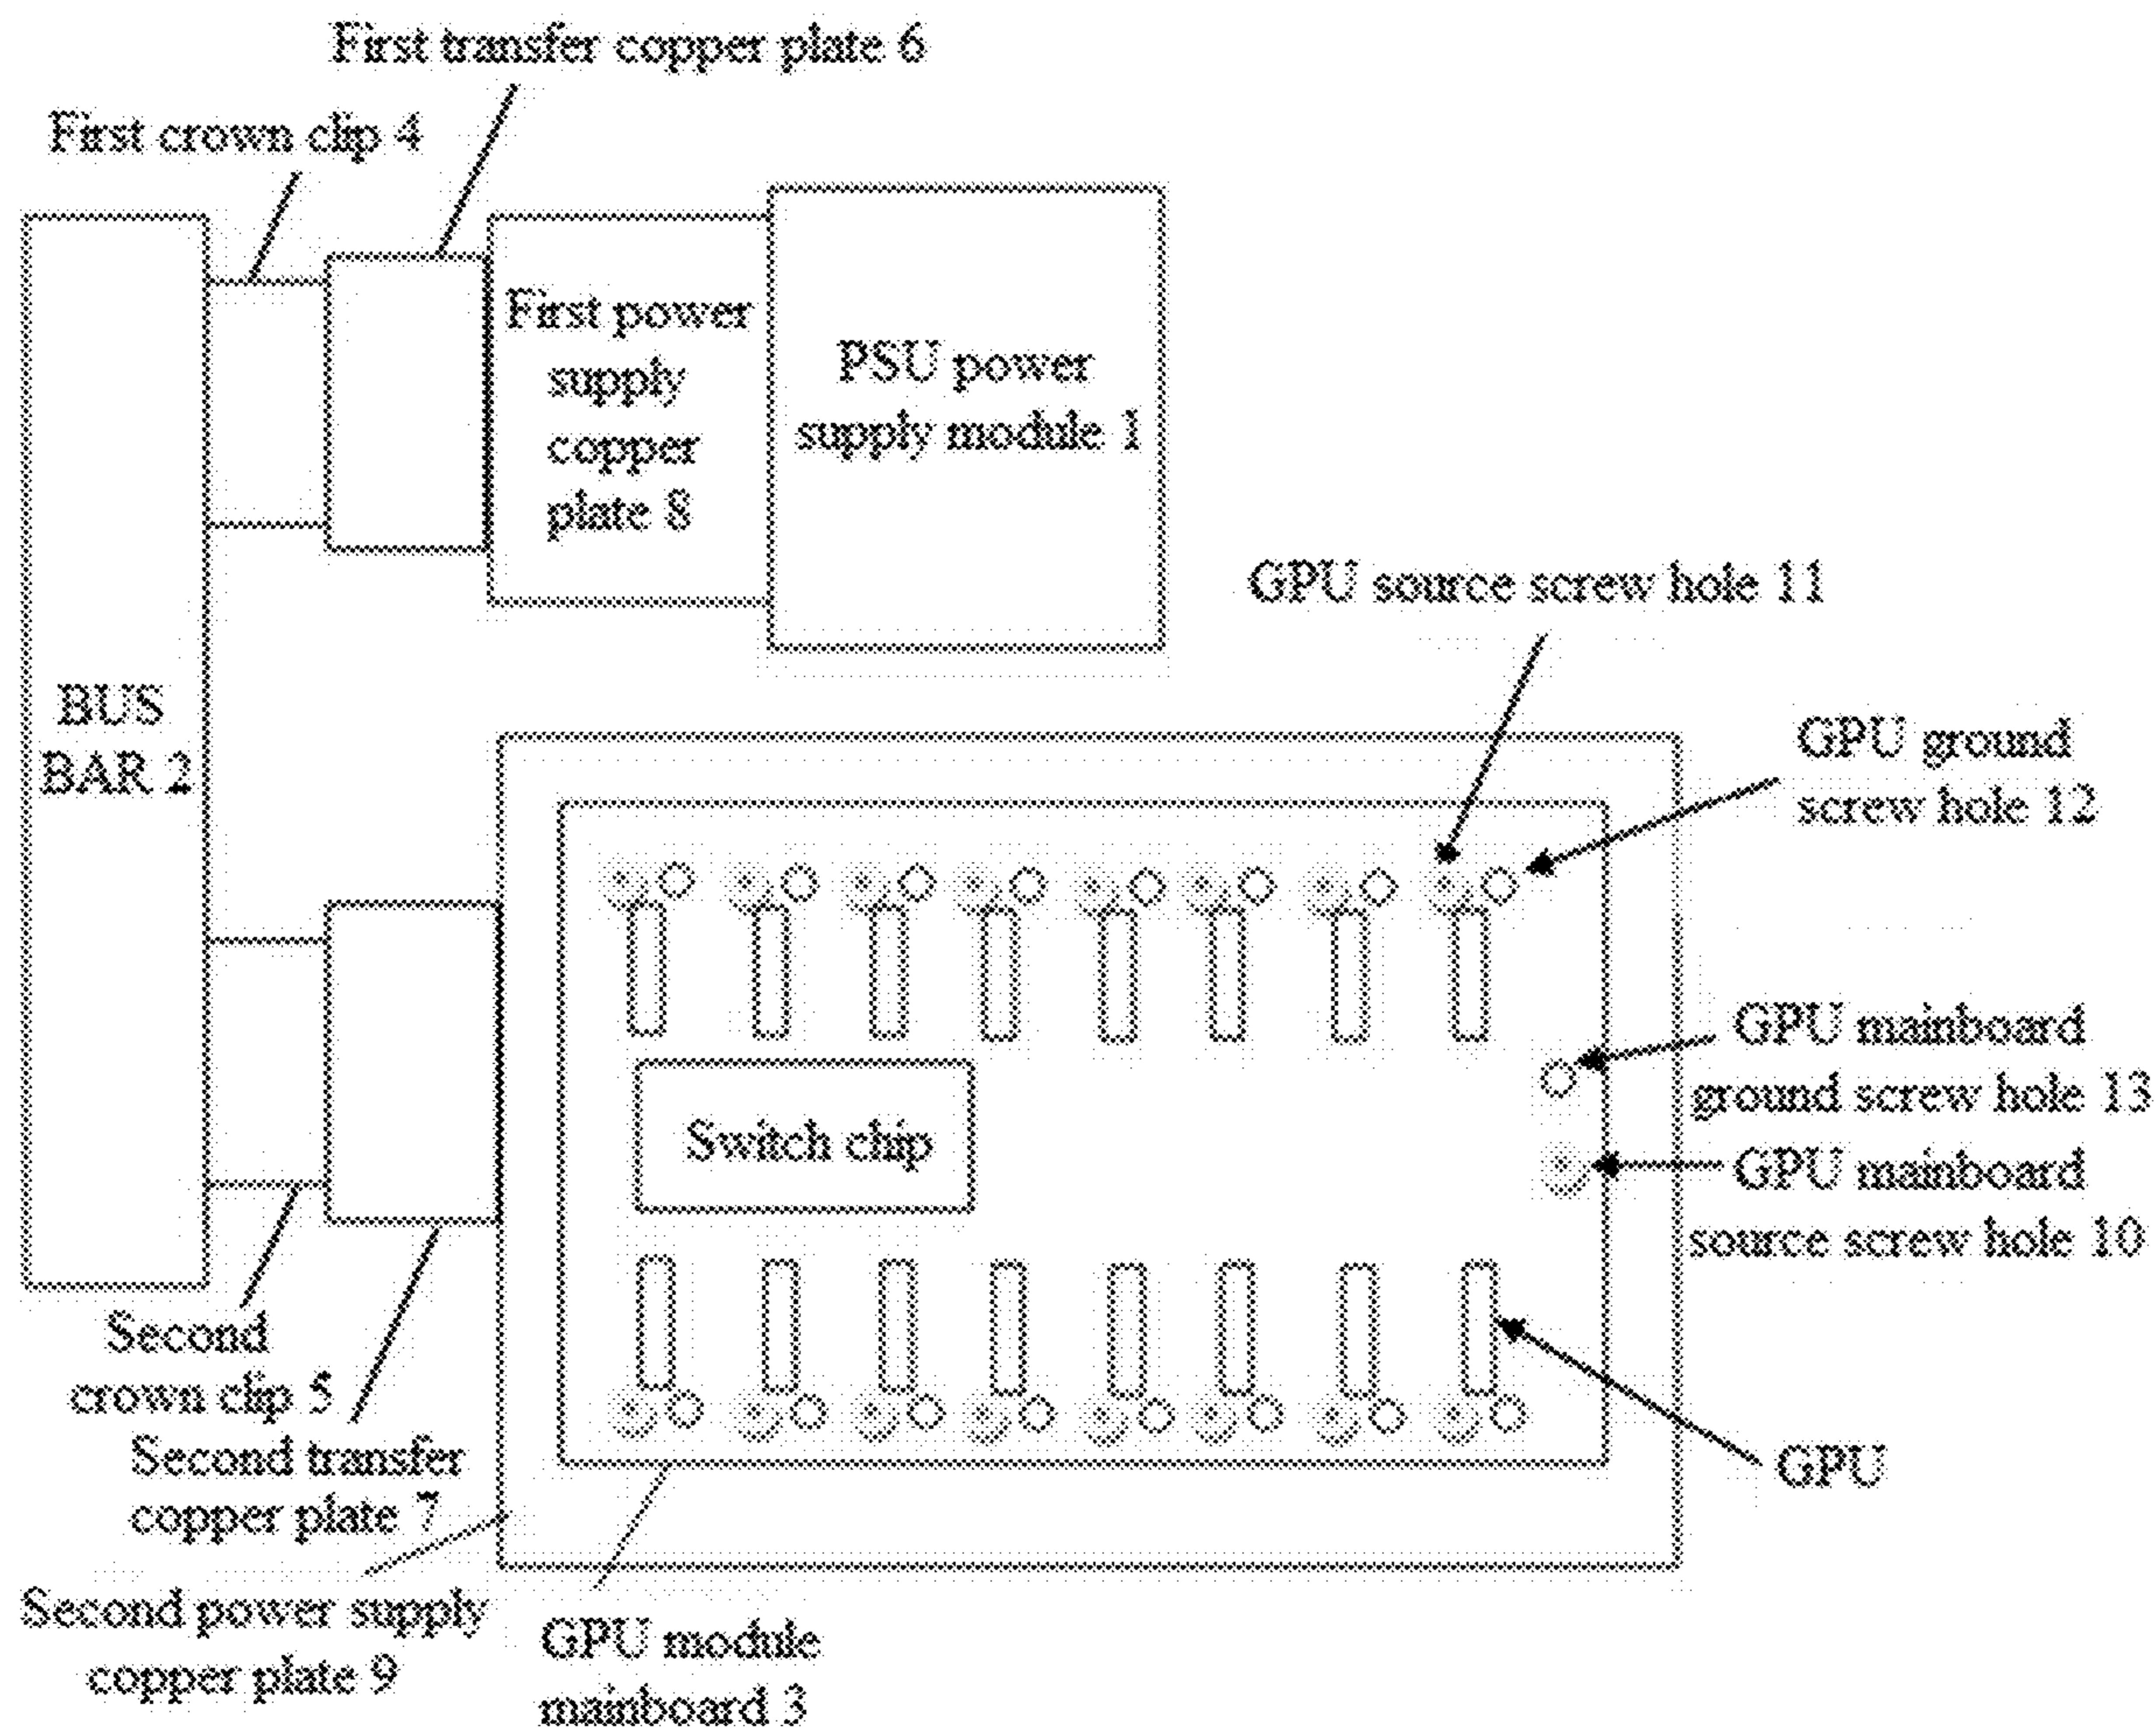 First transfer copper plate 6
First crown clip 4
First power
supply
copper
plate 8
PSU power
supply module 1
GPU source screw hole 11
BUS
BAR 2
GPU ground
screw hole 12
GPU mainboard
ground screw hole 13
Switch chip
GPU mainboard
source screw hole 10
Second
crown clip 5
Second transfer
copper plate 7
GPU
Second power supply
copper plate 9
GPU module
mainboard 3